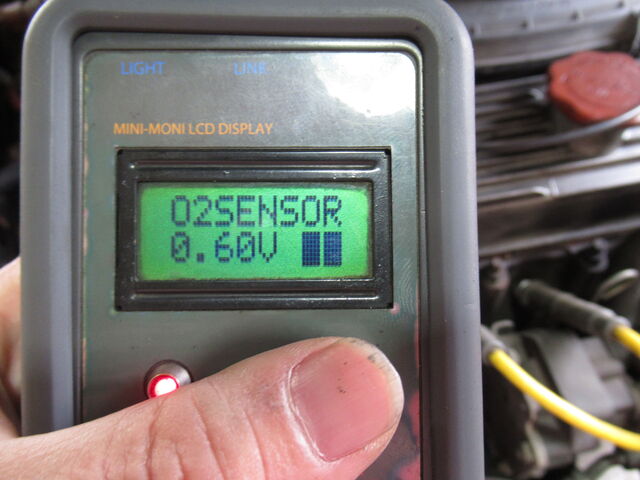 LIGHT LINE
MINI-MONI LCD DISPLAY
O2SENSOR
0.60V